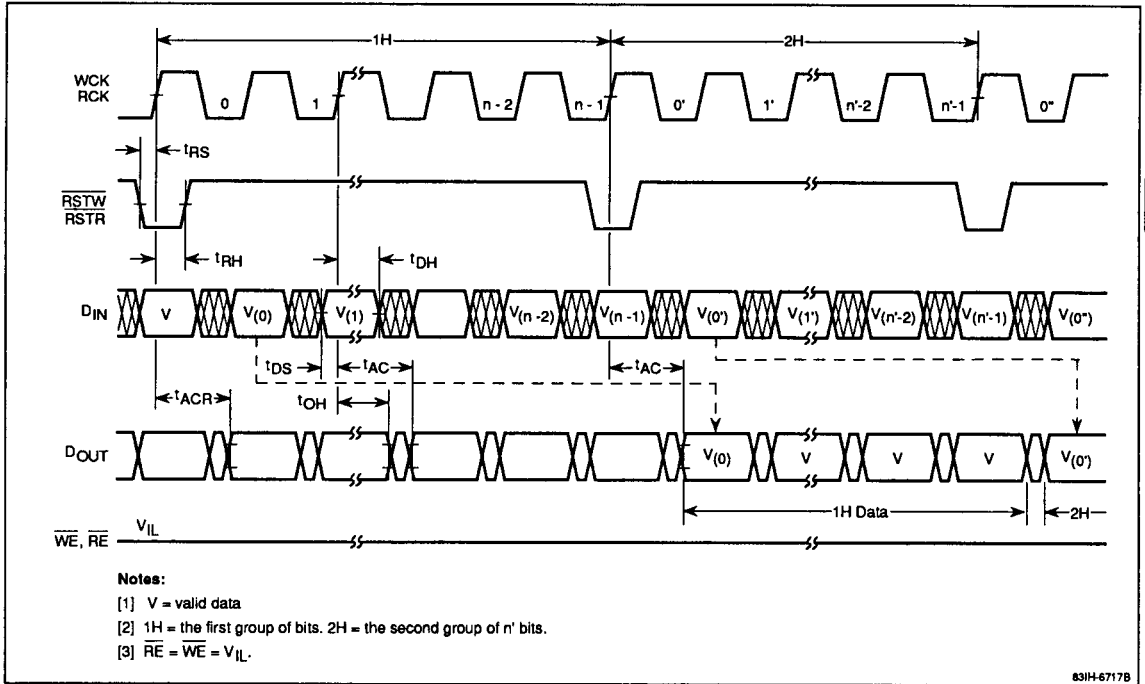 1H
2H
WCK
RCK
0
1
n - 2
n - 1
0'
1'
n'-2
n'-1
0"
tRS
RSTW
RSTR
tRH
tDH
DIN
V
V(0)
V(1)
V(n - 2)
V(n - 1)
V(0')
V(1')
V(n'-2)
V(n'-1)
V(0")
tDS
tAC
tAC
tACR
tOH
DOUT
V(0)
V
V
V
V(0')
1H Data
2H
WE, RE
VIL
Notes:
[1] V = valid data
[2] 1H = the first group of bits. 2H = the second group of n' bits.
[3] RE = WE = VIL.
83IH-6717B